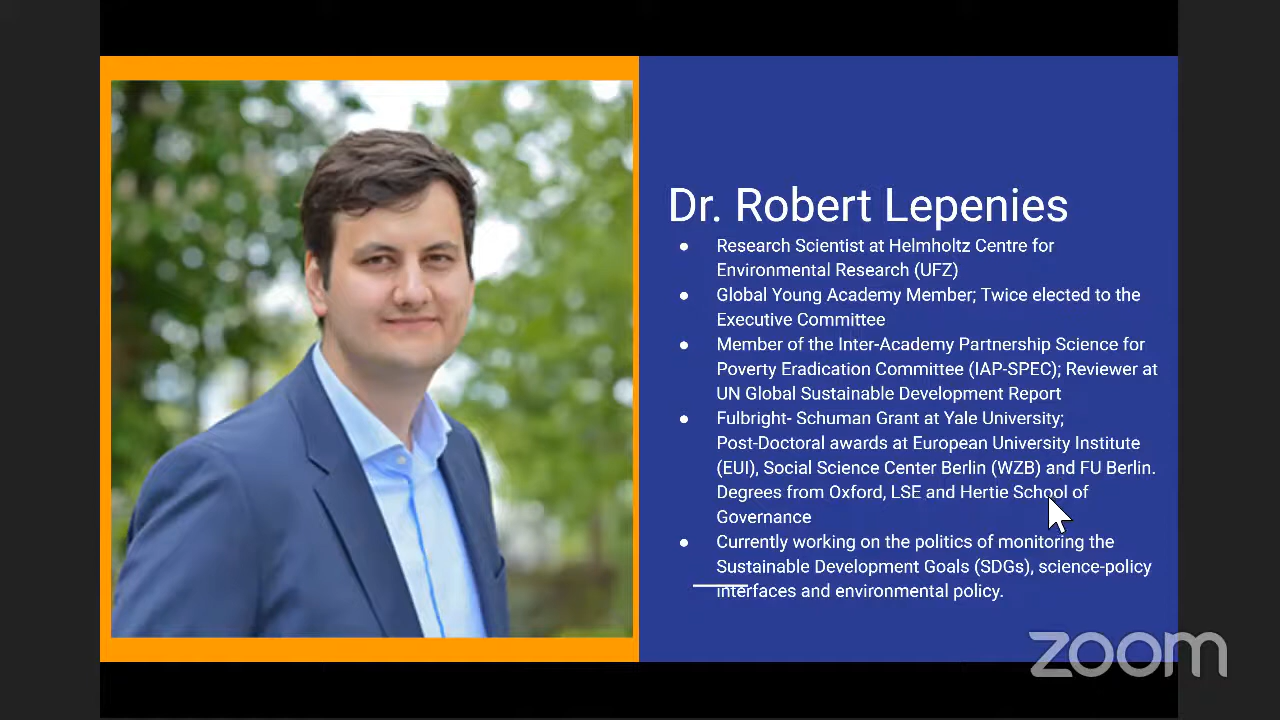 Dr. Robert Lepenies
● Research Scientist at Helmholtz Centre for
Environmental Research (UFZ)
● Global Young Academy Member; Twice elected to the
Executive Committee
● Member of the Inter-Academy Partnership Science for
Poverty Eradication Committee (IAP-SPEC); Reviewer at
UN Global Sustainable Development Report
● Fulbright- Schuman Grant at Yale University;
Post-Doctoral awards at European University Institute
(EUI), Social Science Center Berlin (WZB) and FU Berlin.
Degrees from Oxford, LSE and Hertie School of
Governance
● Currently working on the politics of monitoring the
Sustainable Development Goals (SDGs), science-policy
interfaces and environmental policy.
zoom